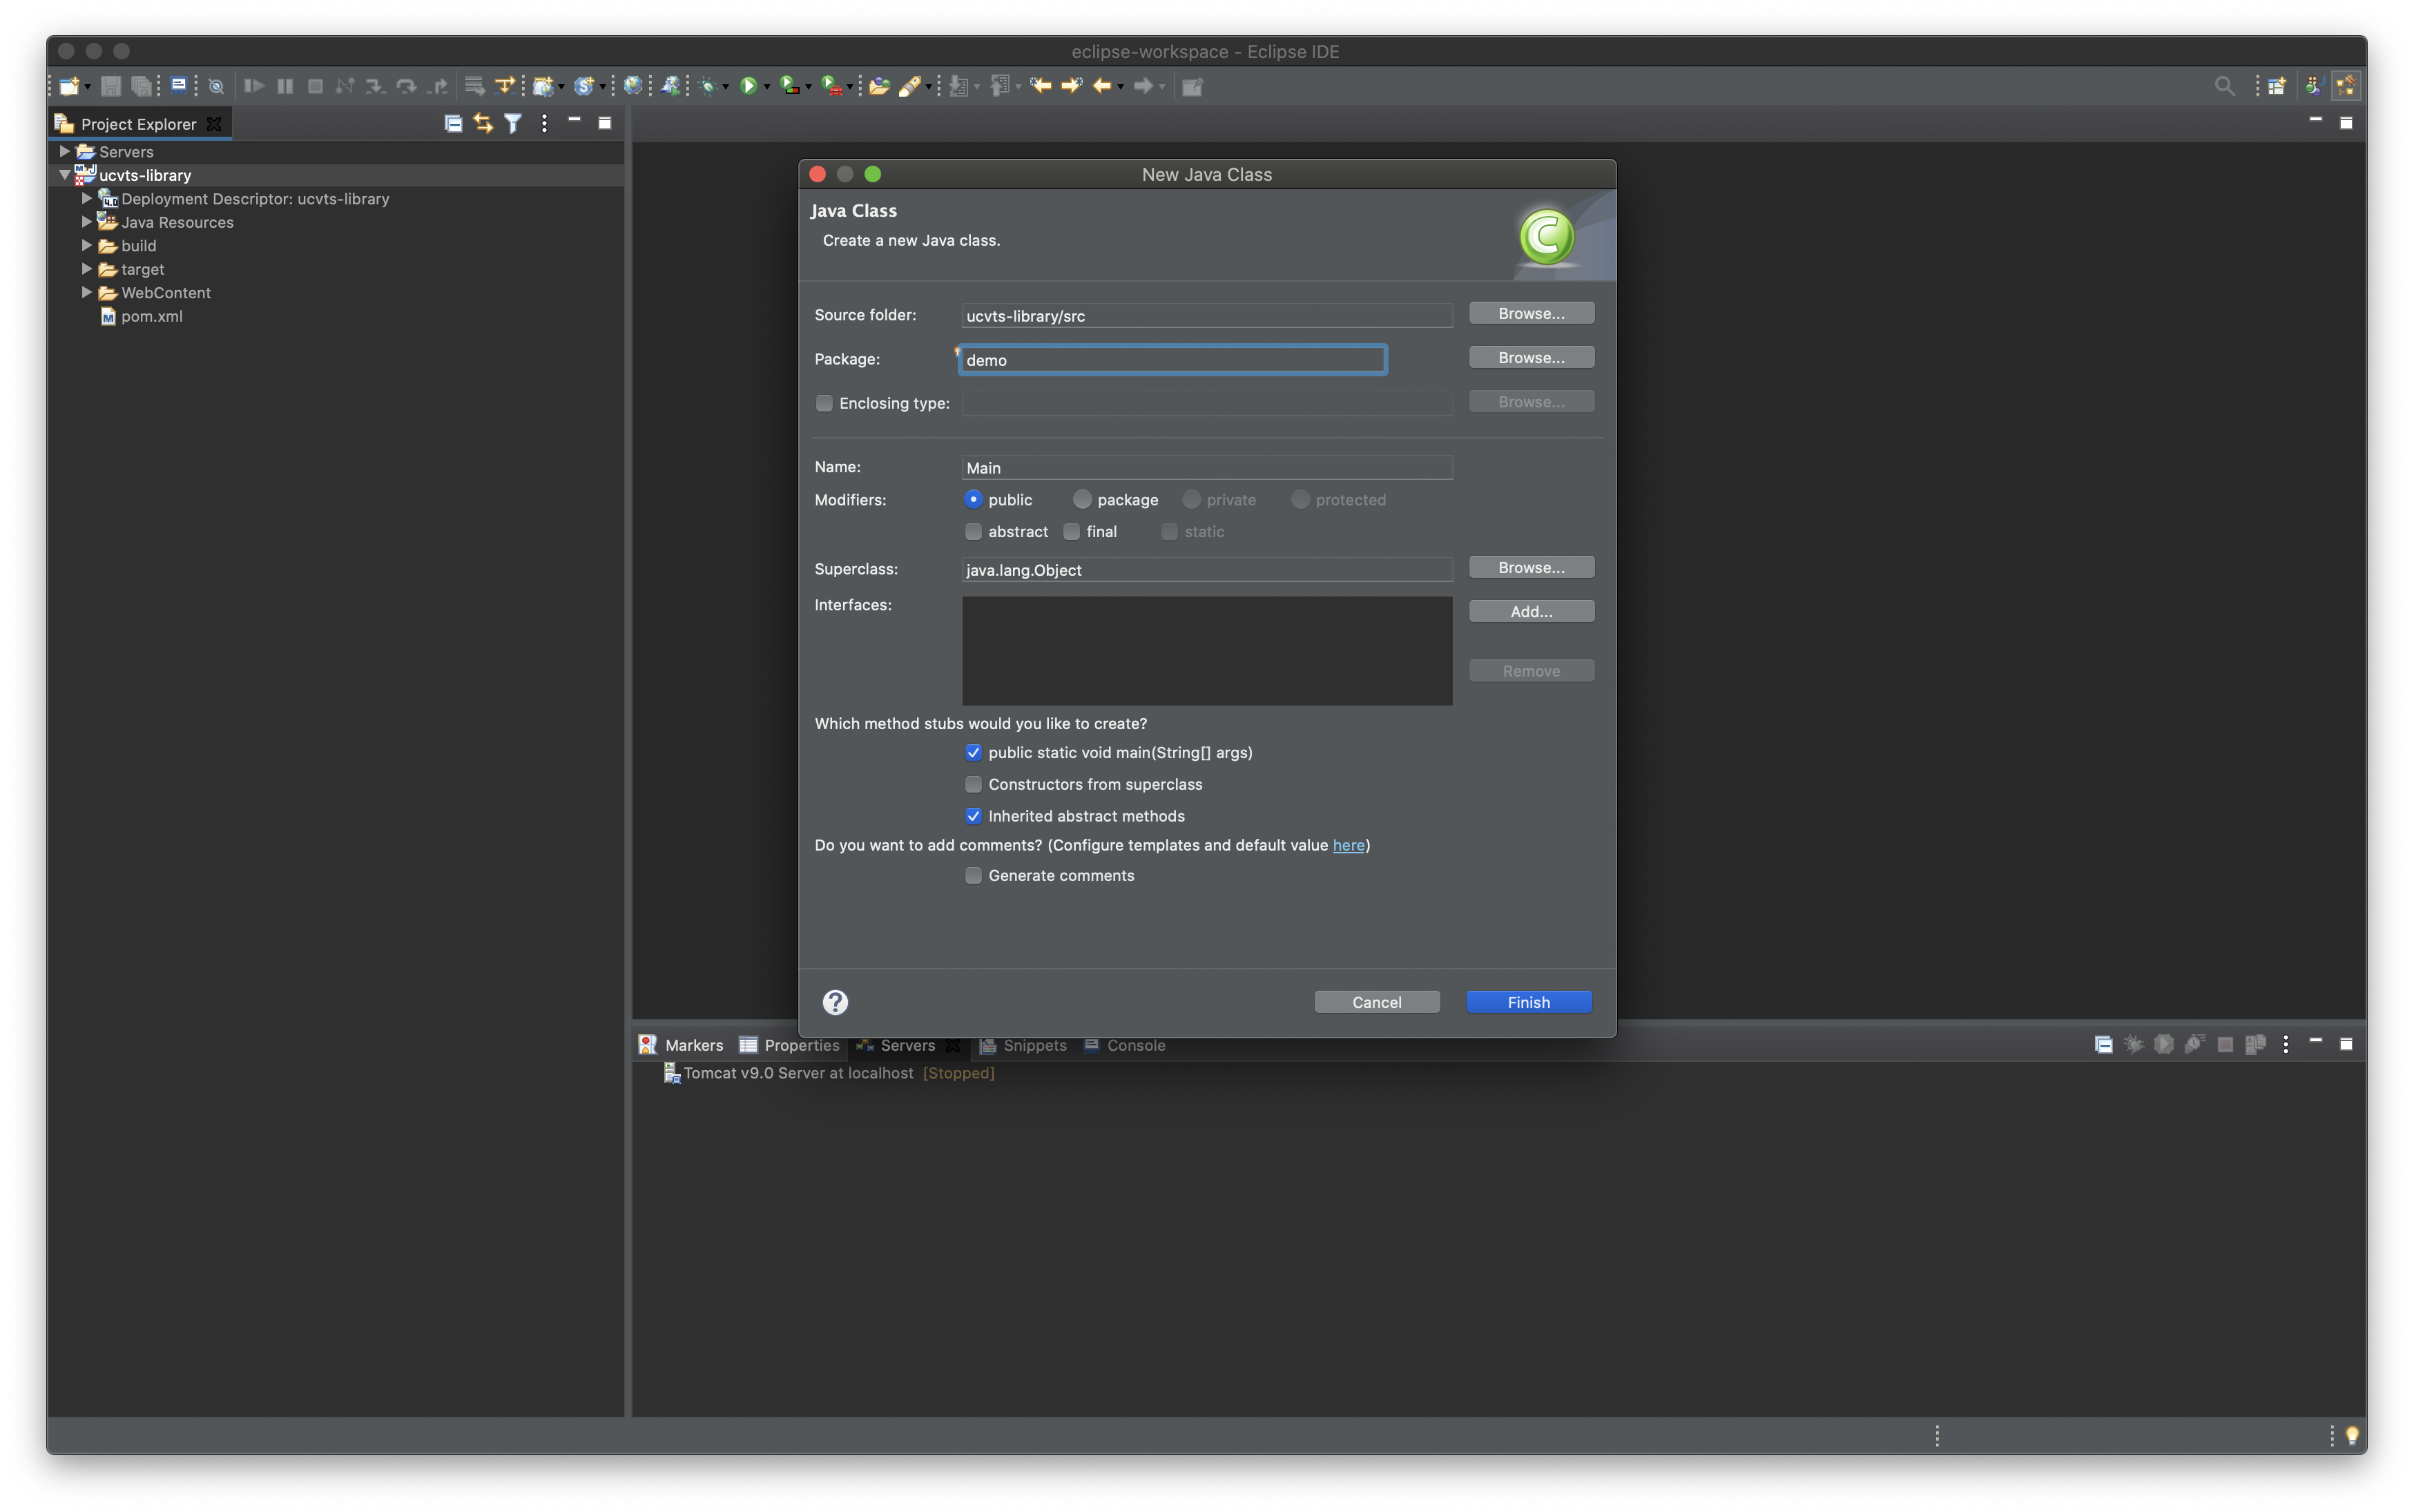 eclipse-workspace - Eclipse IDE
Project Explorer
Servers
ucvts-library
Deployment Descriptor: ucvts-library
Java Resources
build
target
WebContent
pom.xml
New Java Class
Java Class
Create a new Java class.
Source folder: ucvts-library/src Browse...
Package: demo Browse...
Enclosing type: Browse...
Name: Main
Modifiers: public package private protected
abstract final static
Superclass: java.lang.Object Browse...
Interfaces: Add...
Remove
Which method stubs would you like to create?
public static void main(String[] args)
Constructors from superclass
Inherited abstract methods
Do you want to add comments? (Configure templates and default value here)
Generate comments
Cancel Finish
Markers Properties Servers Snippets Console
Tomcat v9.0 Server at localhost [Stopped]